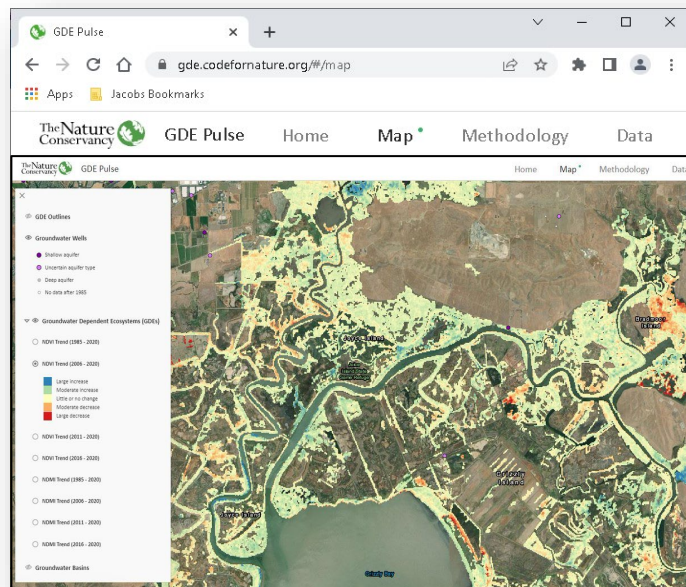 GDE Pulse
gde.codefornature.org/#/map
Apps Jacobs Bookmarks
The Nature Conservancy GDE Pulse Home Map Methodology Data
The Nature Conservancy GDE Pulse Home Map Methodology Data
GDE Outlines
Groundwater Wells
Shallow aquifer
Uncertain aquifer type
Deep aquifer
No data after 1985
Groundwater Dependent Ecosystems (GDEs)
NDVI Trend (1985 - 2020)
NDVI Trend (2006 - 2020)
Large increase
Moderate increase
Little or no change
Moderate decrease
Large decrease
NDVI Trend (2011 - 2020)
NDVI Trend (2016 - 2020)
NDMI Trend (1985 - 2020)
NDMI Trend (2006 - 2020)
NDMI Trend (2011 - 2020)
NDMI Trend (2016 - 2020)
Groundwater Basins
Joyce Island
Bradmoor
Island
Grizzly
Island
Joyce Island
Grizzly Bay